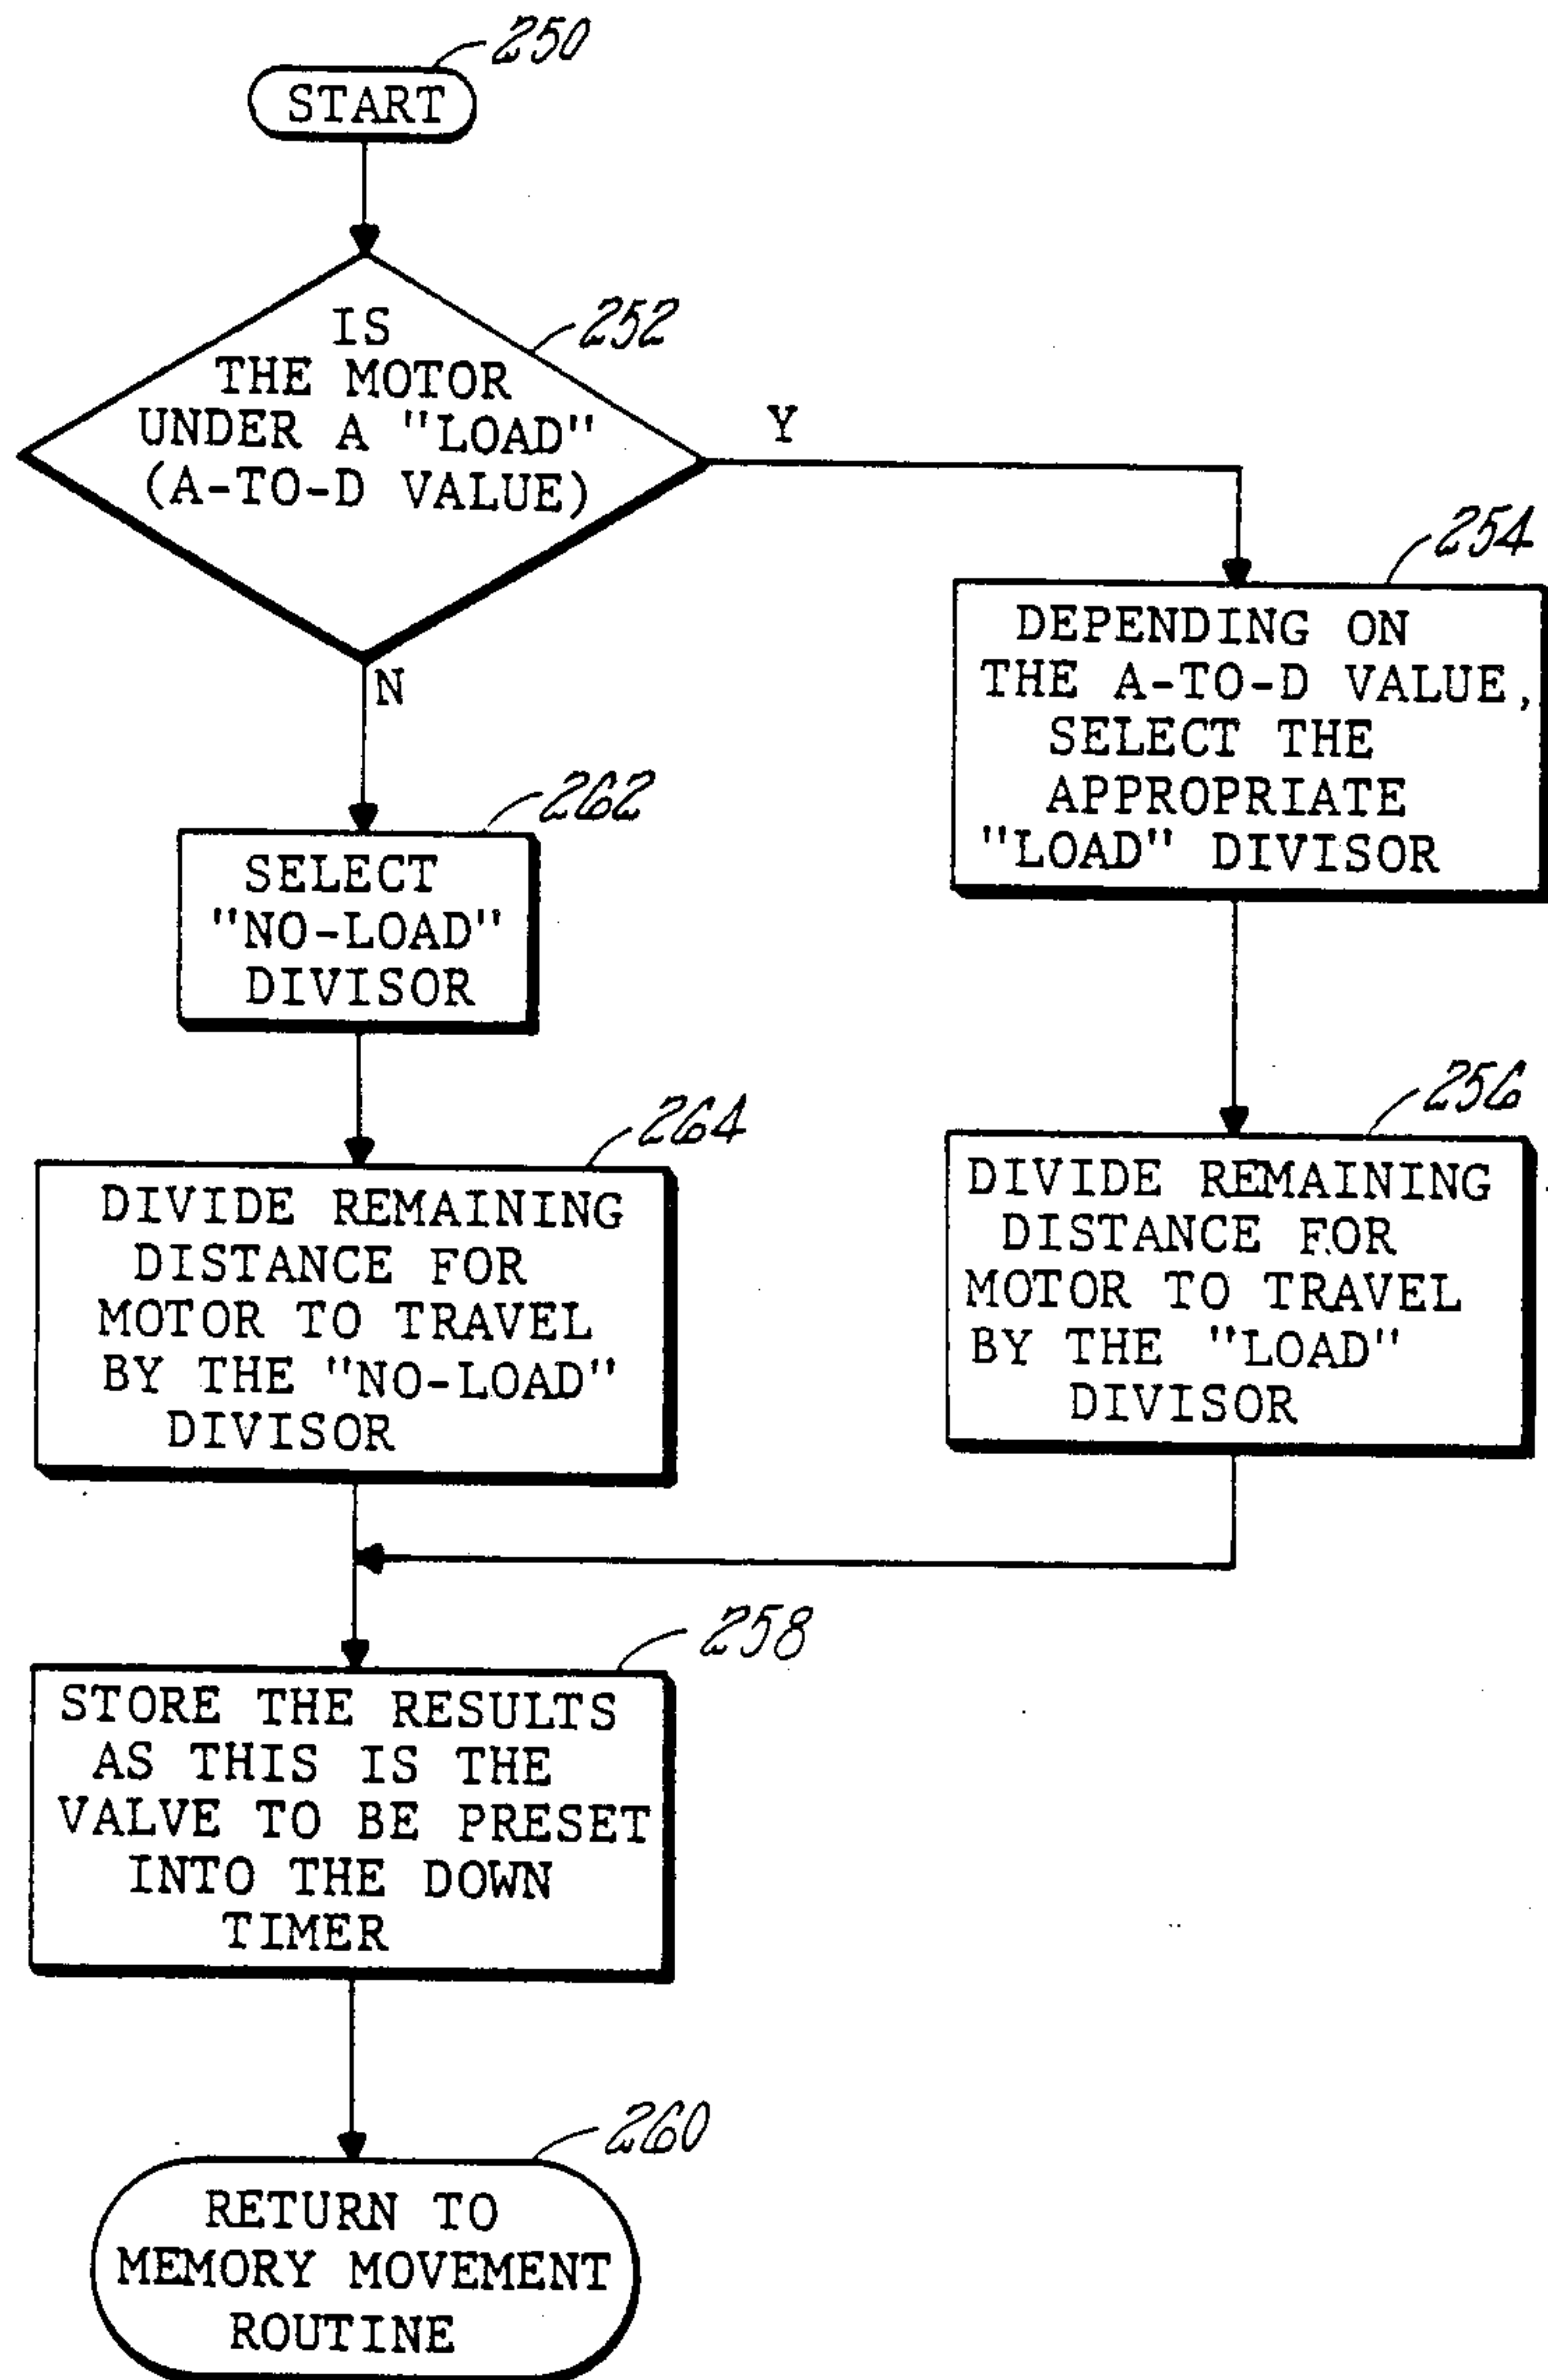 250
START
252
IS
THE MOTOR
UNDER A "LOAD"
(A-TO-D VALUE)
Y
N
254
DEPENDING ON
THE A-TO-D VALUE,
SELECT THE
APPROPRIATE
"LOAD" DIVISOR
262
SELECT
"NO-LOAD"
DIVISOR
264
DIVIDE REMAINING
DISTANCE FOR
MOTOR TO TRAVEL
BY THE "NO-LOAD"
DIVISOR
256
DIVIDE REMAINING
DISTANCE FOR
MOTOR TO TRAVEL
BY THE "LOAD"
DIVISOR
258
STORE THE RESULTS
AS THIS IS THE
VALVE TO BE PRESET
INTO THE DOWN
TIMER
260
RETURN TO
MEMORY MOVEMENT
ROUTINE